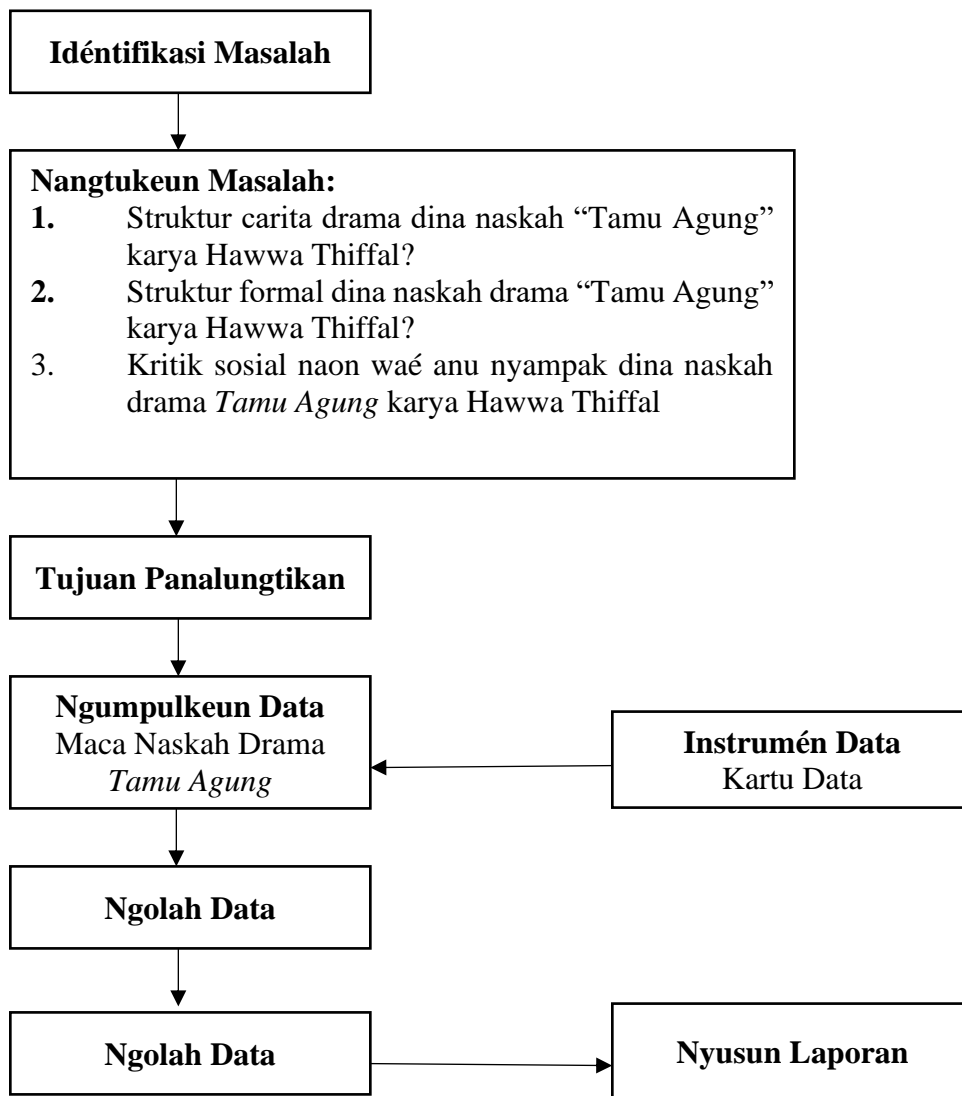 Idéntifikasi Masalah
Nangtukeun Masalah:
1. Struktur carita drama dina naskah “Tamu Agung”
karya Hawwa Thiffal?
2. Struktur formal dina naskah drama “Tamu Agung”
karya Hawwa Thiffal?
3. Kritik sosial naon waé anu nyampak dina naskah
drama Tamu Agung karya Hawwa Thiffal
Tujuan Panalungtikan
Ngumpulkeun Data
Maca Naskah Drama
Tamu Agung
Instrumén Data
Kartu Data
Ngolah Data
Ngolah Data
Nyusun Laporan